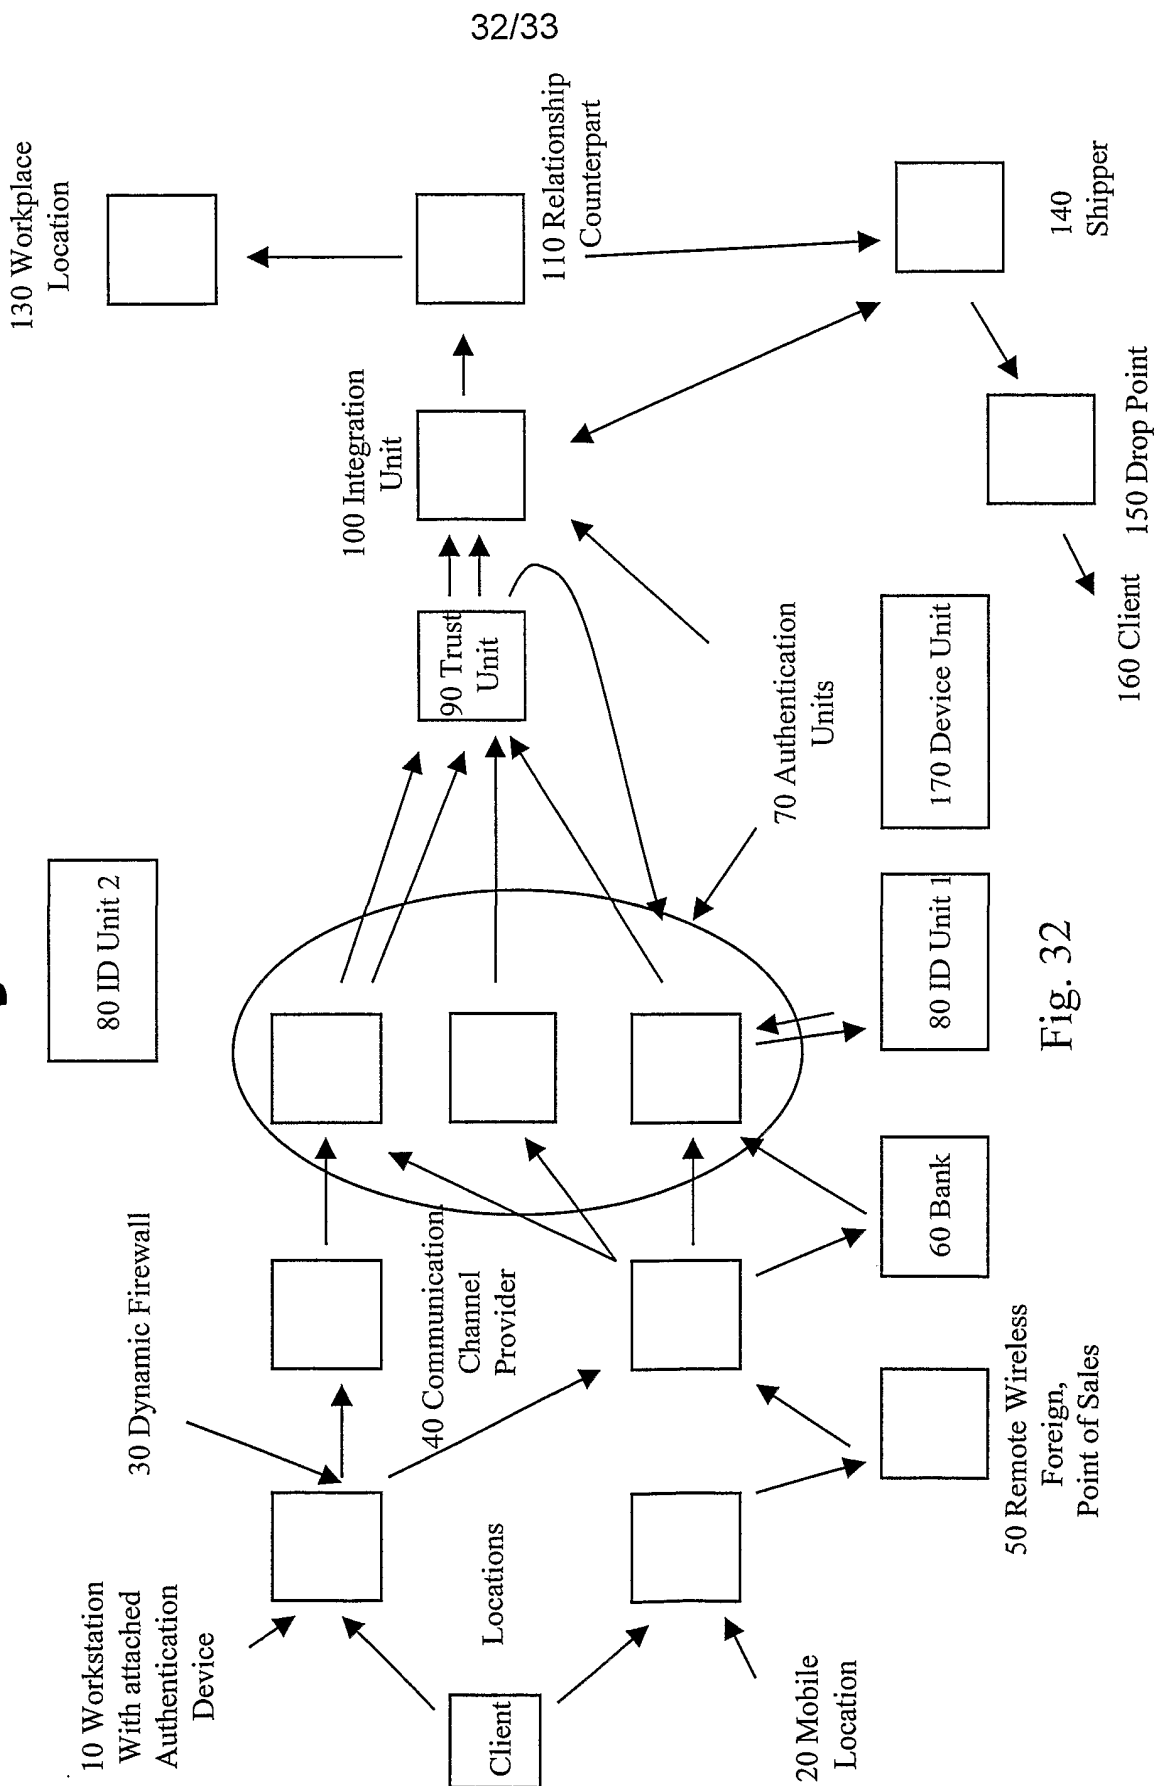 32/33
10 Workstation
With attached
Authentication
Device
Client
Locations
20 Mobile
Location
30 Dynamic Firewall
40 Communication
Channel
Provider
50 Remote Wireless
Foreign,
Point of Sales
60 Bank
80 ID Unit 2
80 ID Unit 1
70 Authentication
Units
90 Trust
Unit
100 Integration
Unit
110 Relationship
Counterpart
130 Workplace
Location
140
Shipper
150 Drop Point
160 Client
170 Device Unit
Fig. 32